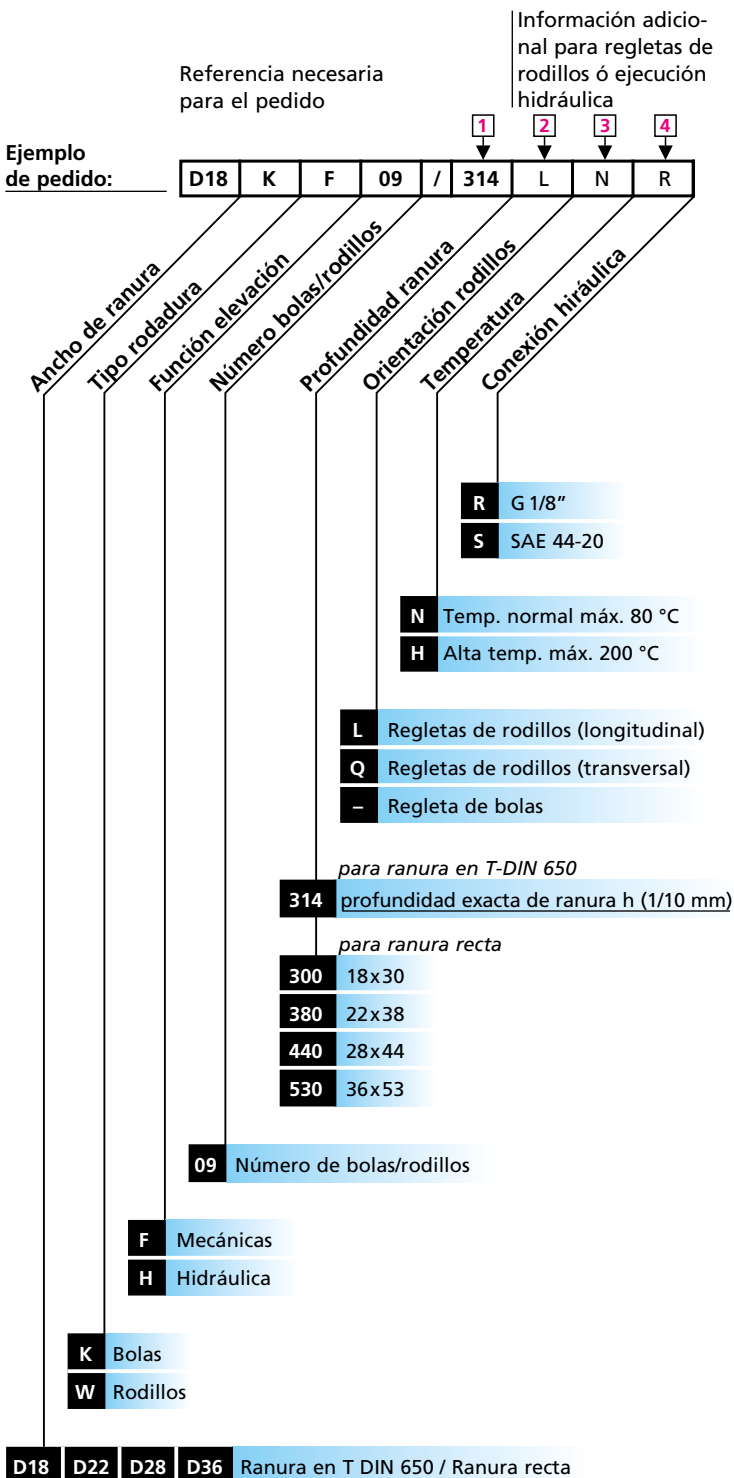 Información adicio-
nal para regletas de
rodillos ó ejecución
hidráulica
Referencia necesaria
para el pedido
1 2 3 4
Ejemplo
de pedido:
D18 K F 09 / 314 L N R
Ancho de ranura
Tipo rodadura
Función elevación
Número bolas/rodillos
Profundidad ranura
Orientación rodillos
Temperatura
Conexión hiráulica
R G 1/8”
S SAE 44-20
N Temp. normal máx. 80 °C
H Alta temp. máx. 200 °C
L Regletas de rodillos (longitudinal)
Q Regletas de rodillos (transversal)
– Regleta de bolas
para ranura en T-DIN 650
314 profundidad exacta de ranura h (1/10 mm)
para ranura recta
300 18x30
380 22x38
440 28x44
530 36x53
09 Número de bolas/rodillos
F Mecánicas
H Hidráulica
K Bolas
W Rodillos
D18 D22 D28 D36 Ranura en T DIN 650 / Ranura recta